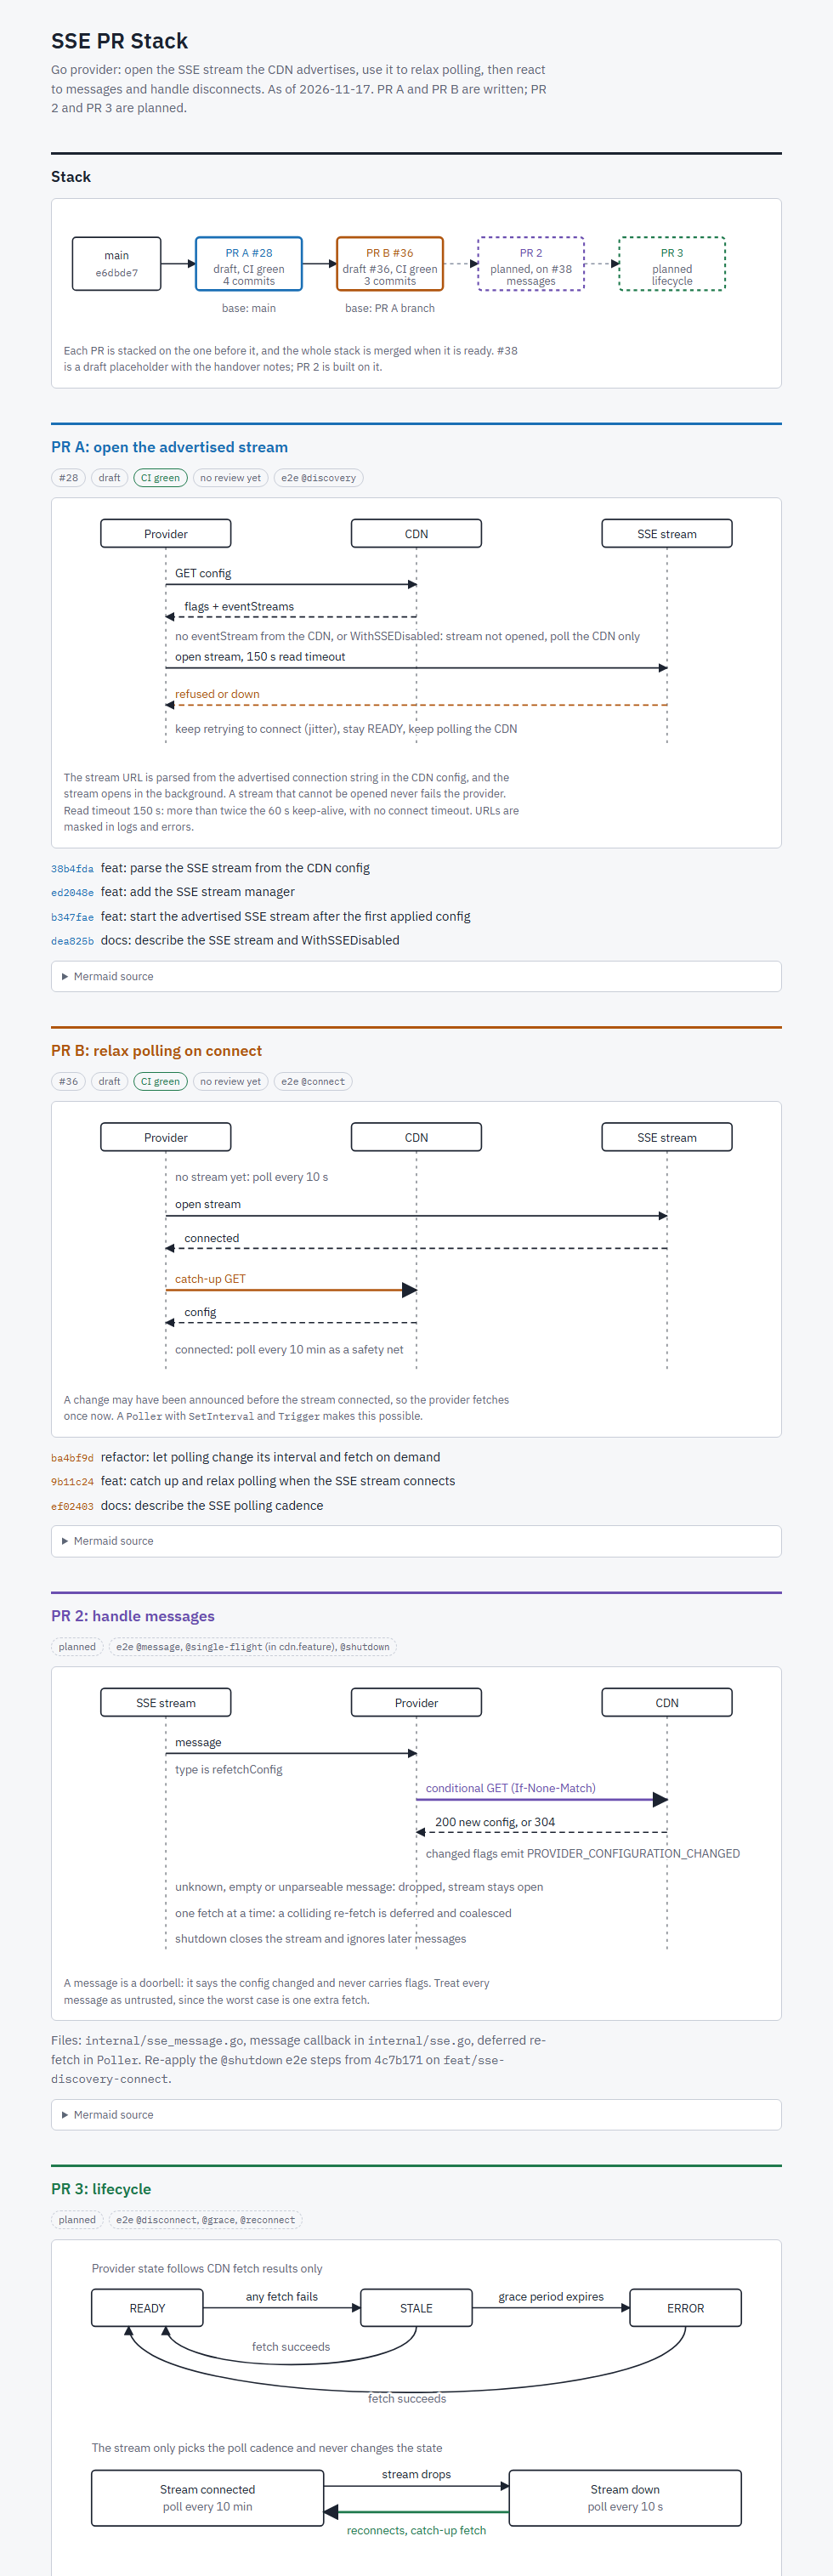 SSE PR Stack
Go provider: open the SSE stream the CDN advertises, use it to relax polling, then react
to messages and handle disconnects. As of 2026-11-17. PR A and PR B are written; PR
2 and PR 3 are planned.
Stack
main
e6dbde7
PR A #28
draft, CI green
4 commits
base: main
PR B #36
draft #36, CI green
3 commits
base: PR A branch
PR 2
planned, on #38
messages
PR 3
planned
lifecycle
Each PR is stacked on the one before it, and the whole stack is merged when it is ready. #38
is a draft placeholder with the handover notes; PR 2 is built on it.
PR A: open the advertised stream
#28 draft CI green no review yet e2e @discovery
Provider CDN SSE stream
GET config
flags + eventStreams
no eventStream from the CDN, or WithSSEDisabled: stream not opened, poll the CDN only
open stream, 150 s read timeout
refused or down
keep retrying to connect (jitter), stay READY, keep polling the CDN
The stream URL is parsed from the advertised connection string in the CDN config, and the
stream opens in the background. A stream that cannot be opened never fails the provider.
Read timeout 150 s: more than twice the 60 s keep-alive, with no connect timeout. URLs are
masked in logs and errors.
38b4fda feat: parse the SSE stream from the CDN config
ed2048e feat: add the SSE stream manager
b347fae feat: start the advertised SSE stream after the first applied config
dea825b docs: describe the SSE stream and WithSSEDisabled
▶ Mermaid source
PR B: relax polling on connect
#36 draft CI green no review yet e2e @connect
Provider CDN SSE stream
no stream yet: poll every 10 s
open stream
connected
catch-up GET
config
connected: poll every 10 min as a safety net
A change may have been announced before the stream connected, so the provider fetches
once now. A Poller with SetInterval and Trigger makes this possible.
ba4bf9d refactor: let polling change its interval and fetch on demand
9b11c24 feat: catch up and relax polling when the SSE stream connects
ef02403 docs: describe the SSE polling cadence
▶ Mermaid source
PR 2: handle messages
planned e2e @message, @single-flight (in cdn.feature), @shutdown
SSE stream Provider CDN
message
type is refetchConfig
conditional GET (If-None-Match)
200 new config, or 304
changed flags emit PROVIDER_CONFIGURATION_CHANGED
unknown, empty or unparseable message: dropped, stream stays open
one fetch at a time: a colliding re-fetch is deferred and coalesced
shutdown closes the stream and ignores later messages
A message is a doorbell: it says the config changed and never carries flags. Treat every
message as untrusted, since the worst case is one extra fetch.
Files: internal/sse_message.go, message callback in internal/sse.go, deferred re-
fetch in Poller. Re-apply the @shutdown e2e steps from 4c7b171 on feat/sse-
discovery-connect.
▶ Mermaid source
PR 3: lifecycle
planned e2e @disconnect, @grace, @reconnect
Provider state follows CDN fetch results only
READY any fetch fails STALE grace period expires ERROR
fetch succeeds
fetch succeeds
The stream only picks the poll cadence and never changes the state
Stream connected
poll every 10 min
stream drops
Stream down
poll every 10 s
reconnects, catch-up fetch